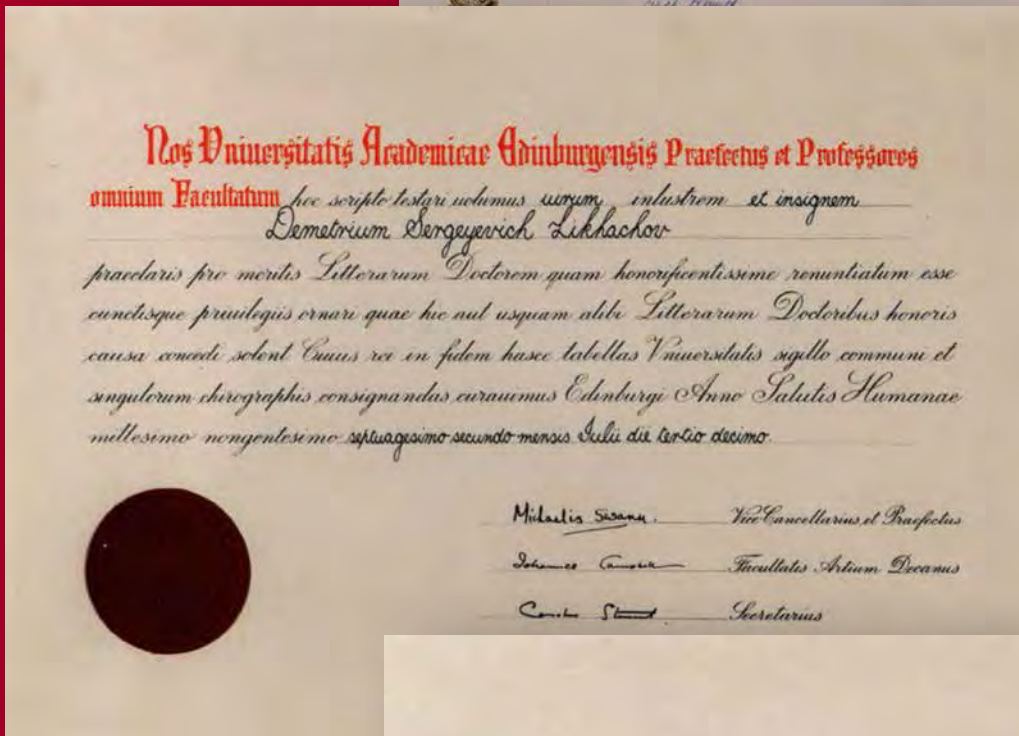 Nos Vniuersitatis Academicae Edinburgensis Praefectus et Professores
omnium Facultatum hoc scripto testari uolumus uirum inlustrem et insignem
Demetrium Sergeyevich Likhachov
praeclaris pro meritis Litterarum Doctorem quam honorificentissime renuntiatum esse
cunctisque priuilegiis ornari quae hic aut usquam alibi Litterarum Doctoribus honoris
causa concedi solent Cuius rei in fidem hasce tabellas Vniuersitatis sigillo communi et
singulorum chirographis consignandas curauimus Edinburgi Anno Salutis Humanae
millesimo nongentesimo septuagesimo secundo mensis Iulii die tertio decimo.
Michaelis Swann. Vice Cancellarius et Praefectus
Facultatis Artium Decanus
Secretarius